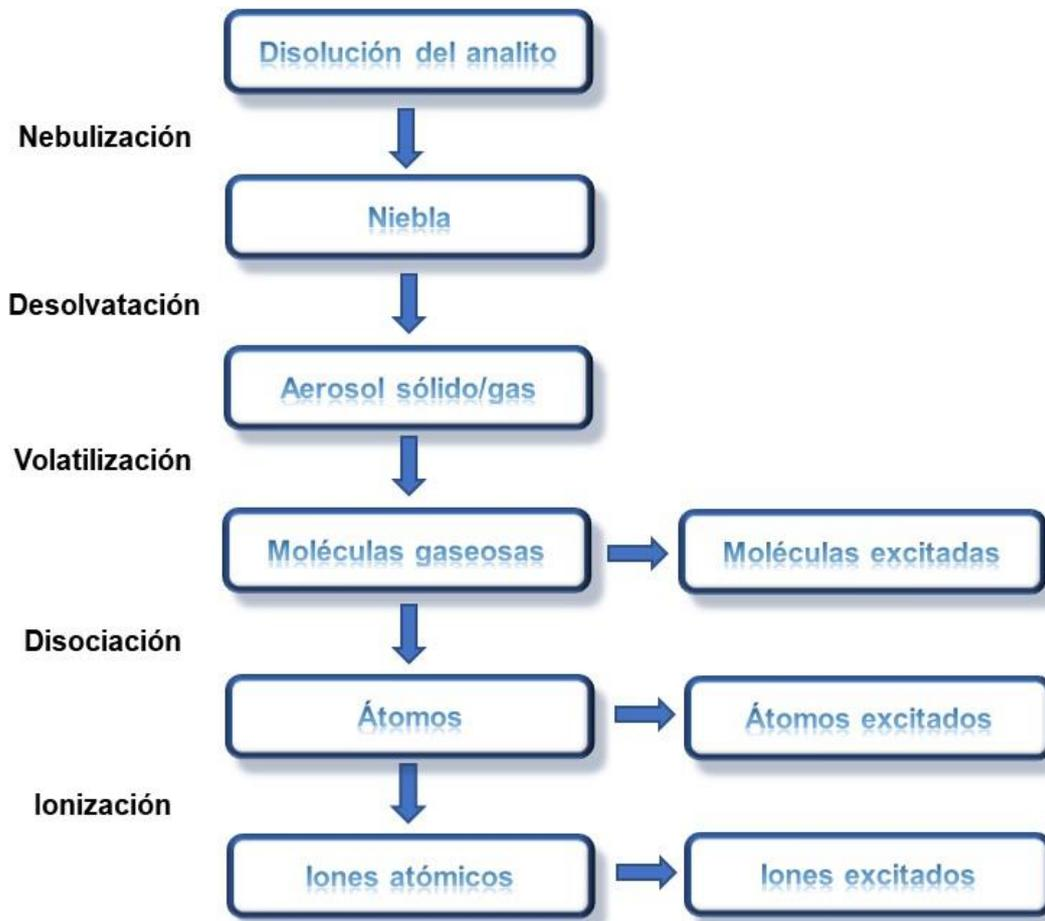 Disolución del analito
Nebulización
Niebla
Desolvatación
Aerosol sólido/gas
Volatilización
Moléculas gaseosas
Moléculas excitadas
Disociación
Átomos
Átomos excitados
Ionización
Iones atómicos
Iones excitados